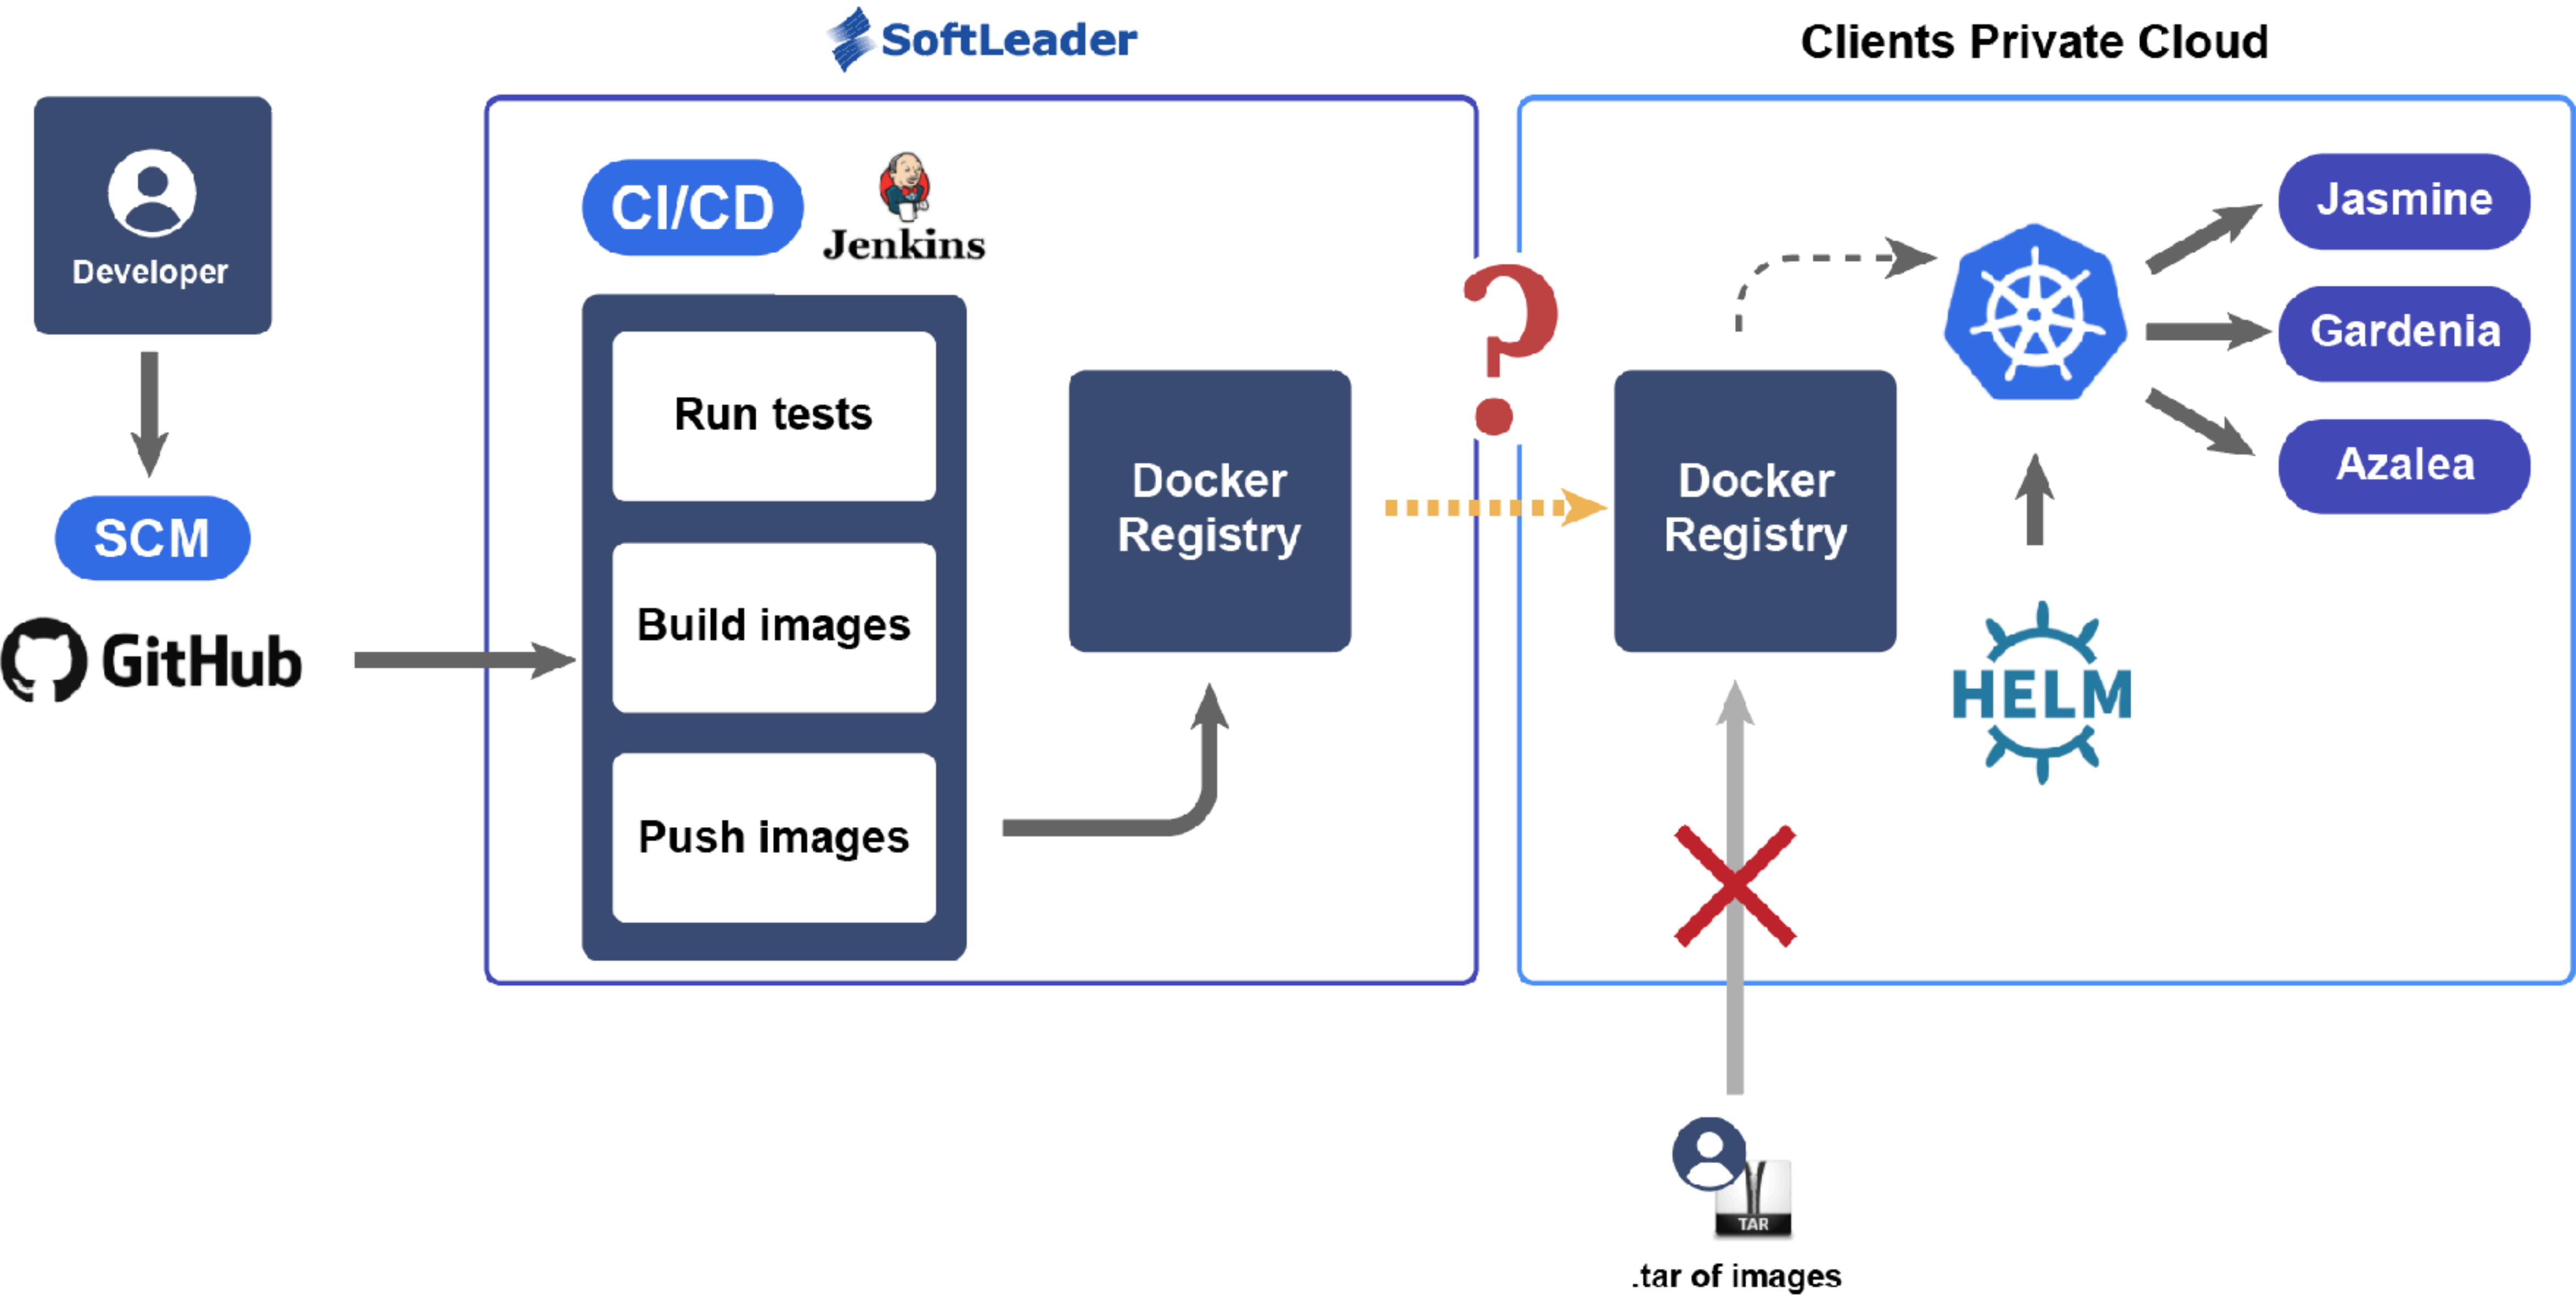 SoftLeader
Clients Private Cloud
Developer
SCM
GitHub
CI/CD
Jenkins
Run tests
Build images
Push images
Docker
Registry
?
Docker
Registry
Jasmine
Gardenia
Azalea
HELM
TAR
.tar of images